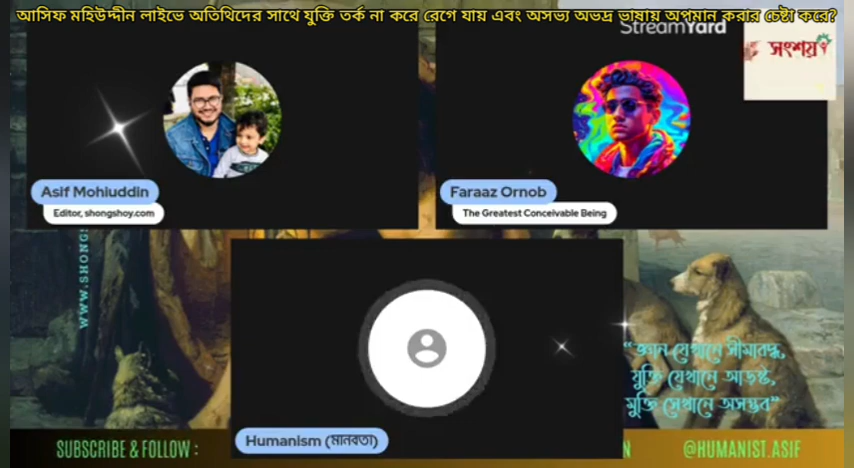 আসিফ মহিউদ্দীন লাইভে অতিথিদের সাথে যুক্তি তর্ক না করে রেগে যায় এবং অসভ্য অভদ্র ভাষায় অপমান করার চেষ্টা করে?
StreamYard
সংশয়
Asif Mohiuddin
Editor, shongshoy.com
Faraaz Ornob
The Greatest Conceivable Being
WWW.SHONGS
“জ্ঞান যেখানে সীমাবদ্ধ,
যুক্তি যেখানে আড়ষ্ট,
মুক্তি সেখানে অসম্ভব”
Humanism (মানবতা)
SUBSCRIBE & FOLLOW :
N @HUMANIST.ASIF